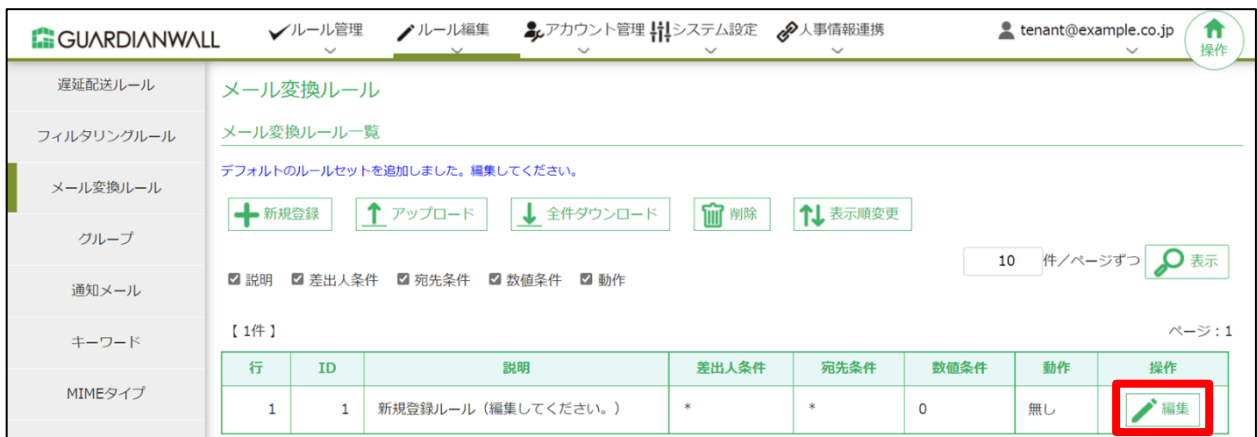 GUARDIANWALL
ルール管理 ルール編集 アカウント管理 システム設定 人事情報連携 tenant@example.co.jp 操作
遅延配送ルール
フィルタリングルール
メール変換ルール
グループ
通知メール
キーワード
MIMEタイプ
メール変換ルール
メール変換ルール一覧
デフォルトのルールセットを追加しました。編集してください。
新規登録 アップロード 全件ダウンロード 削除 表示順変更
10 件/ページずつ 表示
説明 差出人条件 宛先条件 数値条件 動作
【 1件 】 ページ : 1
行 ID 説明 差出人条件 宛先条件 数値条件 動作 操作
1 1 新規登録ルール（編集してください。） * * 0 無し 編集